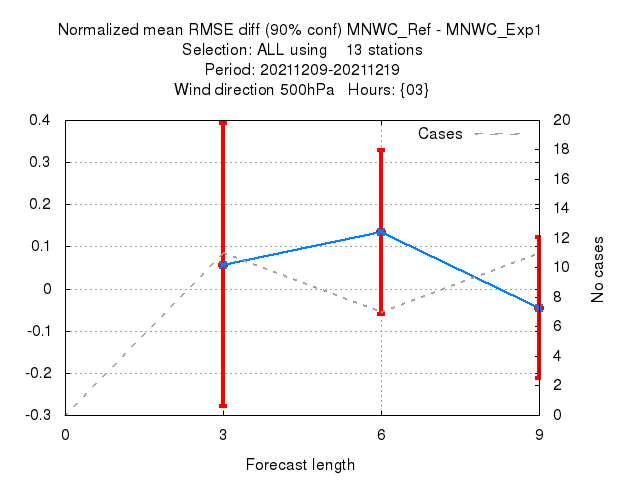 Normalized mean RMSE diff (90% conf) MNWC_Ref - MNWC_Exp1
Selection: ALL using 13 stations
Period: 20211209-20211219
Wind direction 500hPa Hours: {03}
Cases
0.4
0.3
0.2
0.1
0
-0.1
-0.2
-0.3
20
18
16
14
12
10
8
6
4
2
0
No cases
0 3 6 9
Forecast length